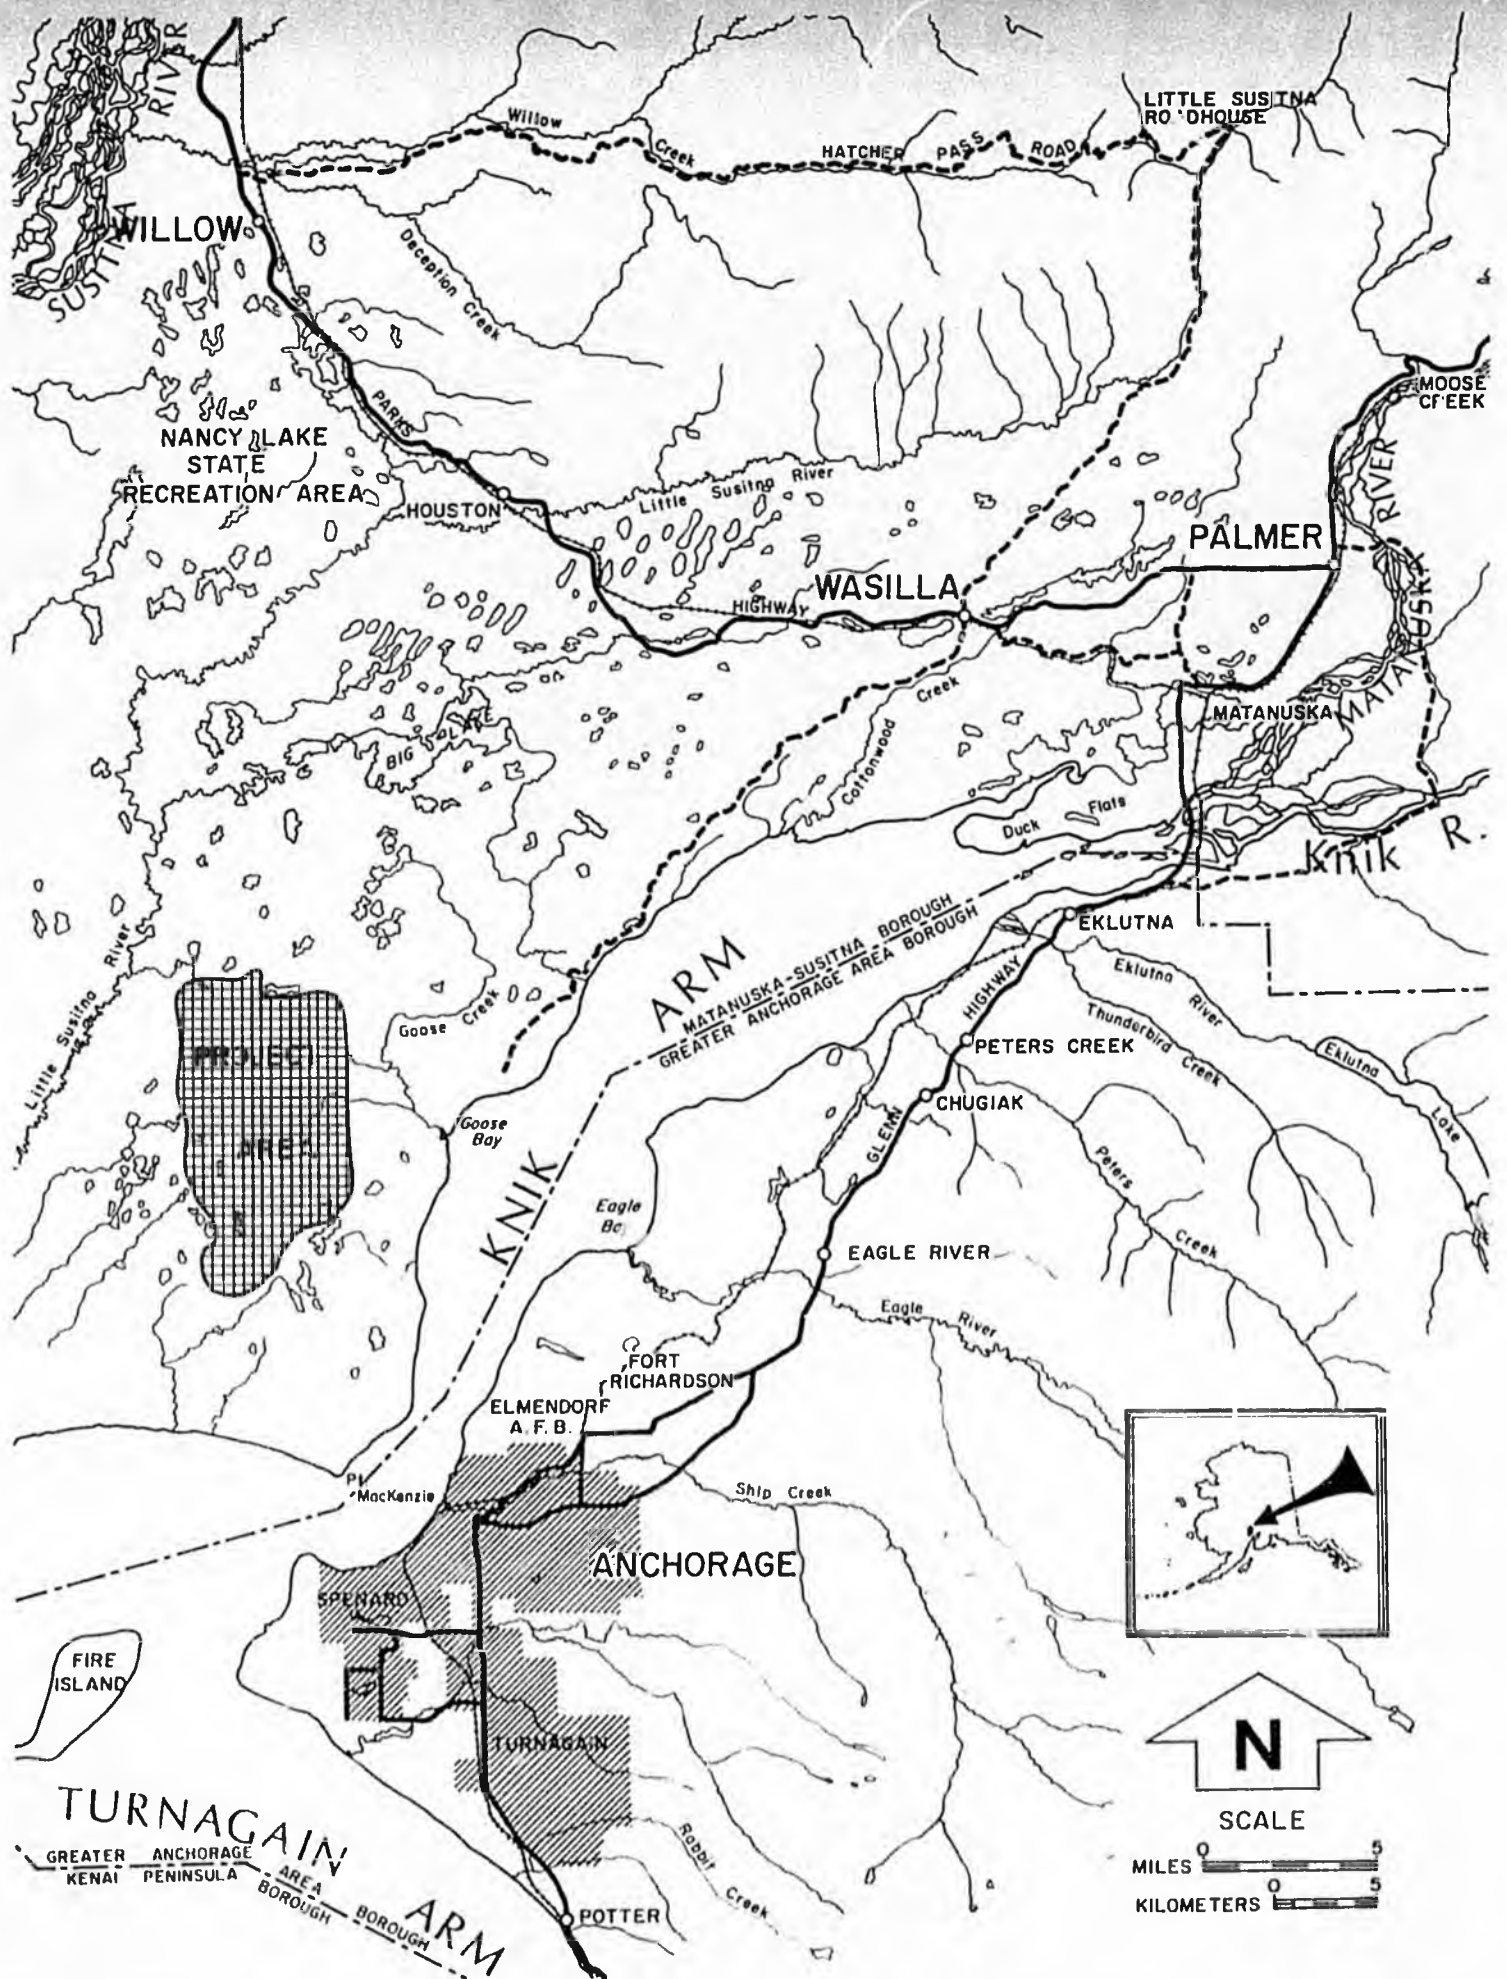 SUSITNA RIVER
LITTLE SUSITNA
RO DHOUSE
Willow Creek
HATCHER PASS ROAD
WILLOW
Deception Creek
MOOSE
CREEK
PARKS
NANCY LAKE
STATE
RECREATION AREA
HOUSTON
Little Susitna River
RIVER
PALMER
WASILLA
HIGHWAY
MATANUSKA
Creek
Cottonwood
MATANUSKA
BIG LAKE
Duck Flats
Knik R.
EKLUTNA
MATANUSKA-SUSITNA BOROUGH
GREATER ANCHORAGE AREA BOROUGH
KNIK ARM
HIGHWAY
Eklutna River
Little Susitna River
Goose Creek
Thunderbird Creek
PROJECT
AREA
PETERS CREEK
Eklutna Lake
CHUGIAK
Goose
Bay
GLENN
Peters Creek
Eagle
EAGLE RIVER
Eagle River
FORT
RICHARDSON
ELMENDORF
A.F.B.
Pt.
MacKenzie
Ship Creek
ANCHORAGE
SPENARD
FIRE
ISLAND
N
TURNAGAIN
TURNAGAIN ARM
GREATER ANCHORAGE AREA BOROUGH
KENAI PENINSULA BOROUGH
Rabbit Creek
POTTER
SCALE
0 5
MILES
0 5
KILOMETERS